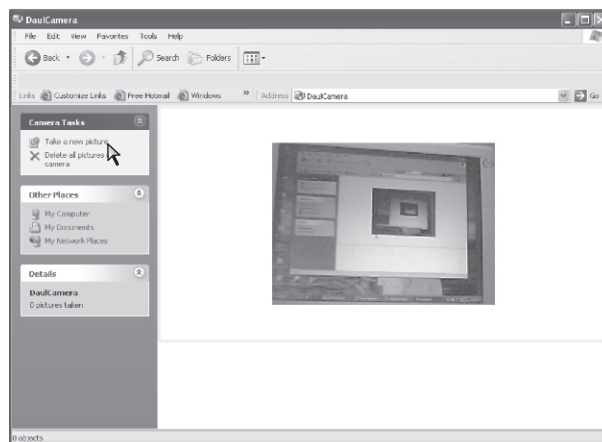 DaulCamera
File Edit View Favorites Tools Help
Back Search Folders
Links Customize Links Free Hotmail Windows » Address DaulCamera Go
Camera Tasks
Take a new picture
Delete all pictures
camera
Other Places
My Computer
My Documents
My Network Places
Details
DaulCamera
0 pictures taken
0 objects